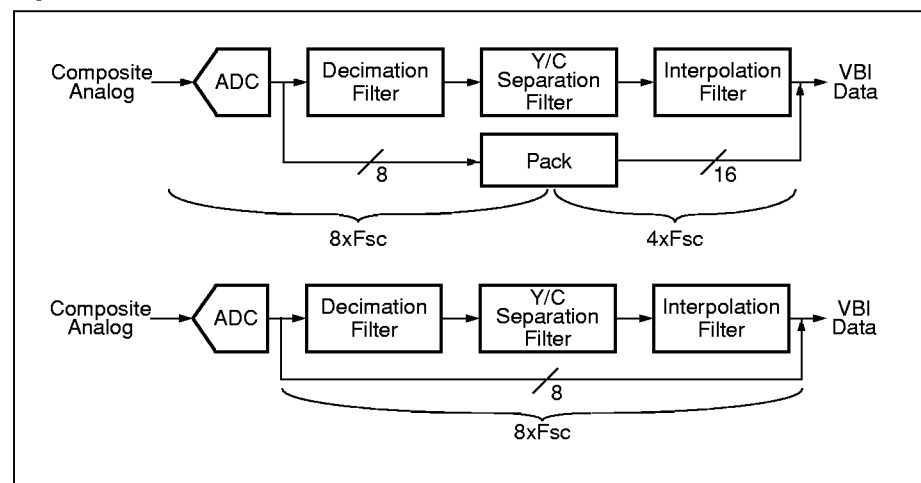 Composite
Analog
ADC
Decimation
Filter
Y/C
Separation
Filter
Interpolation
Filter
VBI
Data
8
Pack
16
8xFsc
4xFsc
Composite
Analog
ADC
Decimation
Filter
Y/C
Separation
Filter
Interpolation
Filter
VBI
Data
8
8xFsc